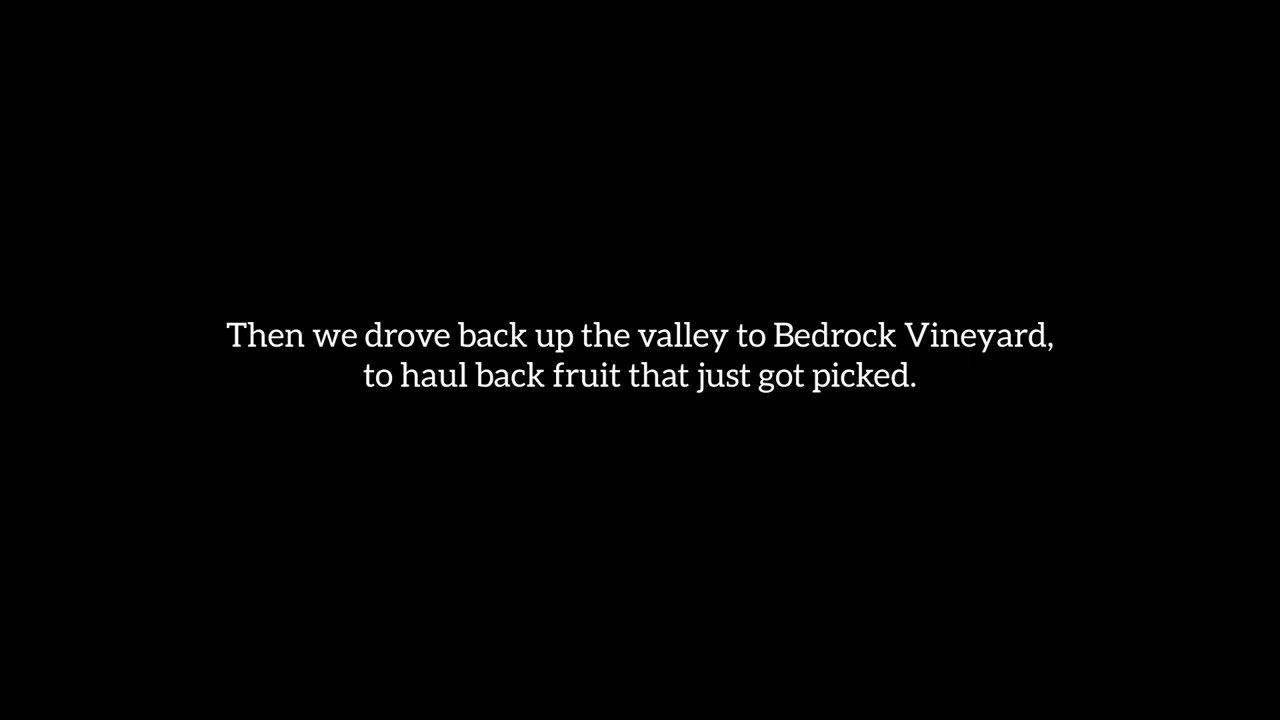 Then we drove back up the valley to Bedrock Vineyard,
to haul back fruit that just got picked.